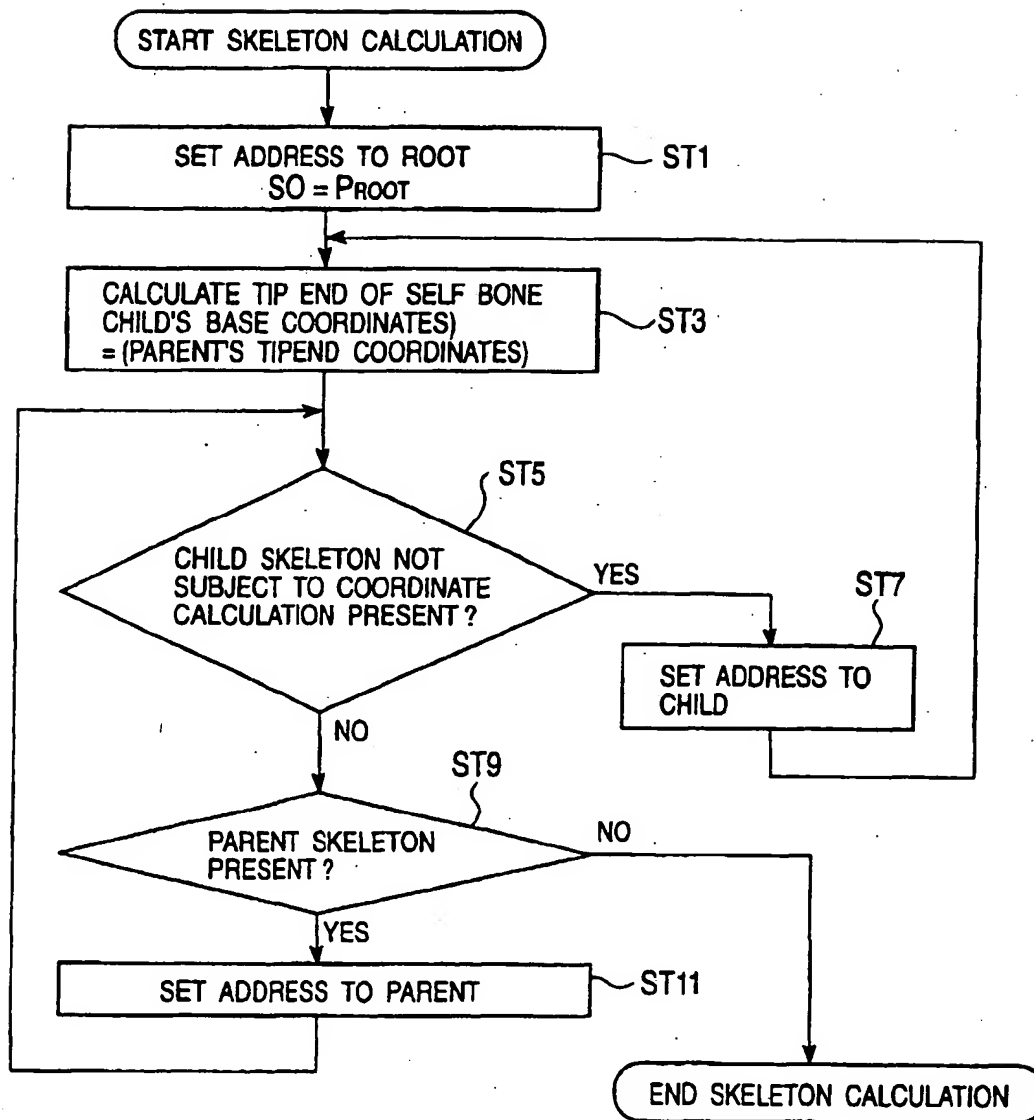 START SKELETON CALCULATION
SET ADDRESS TO ROOT
SO = PROOT
ST1
CALCULATE TIP END OF SELF BONE
CHILD'S BASE COORDINATES)
= (PARENT'S TIPEND COORDINATES)
ST3
ST5
CHILD SKELETON NOT
SUBJECT TO COORDINATE
CALCULATION PRESENT?
YES
ST7
SET ADDRESS TO
CHILD
NO
ST9
PARENT SKELETON
PRESENT?
NO
YES
SET ADDRESS TO PARENT
ST11
END SKELETON CALCULATION